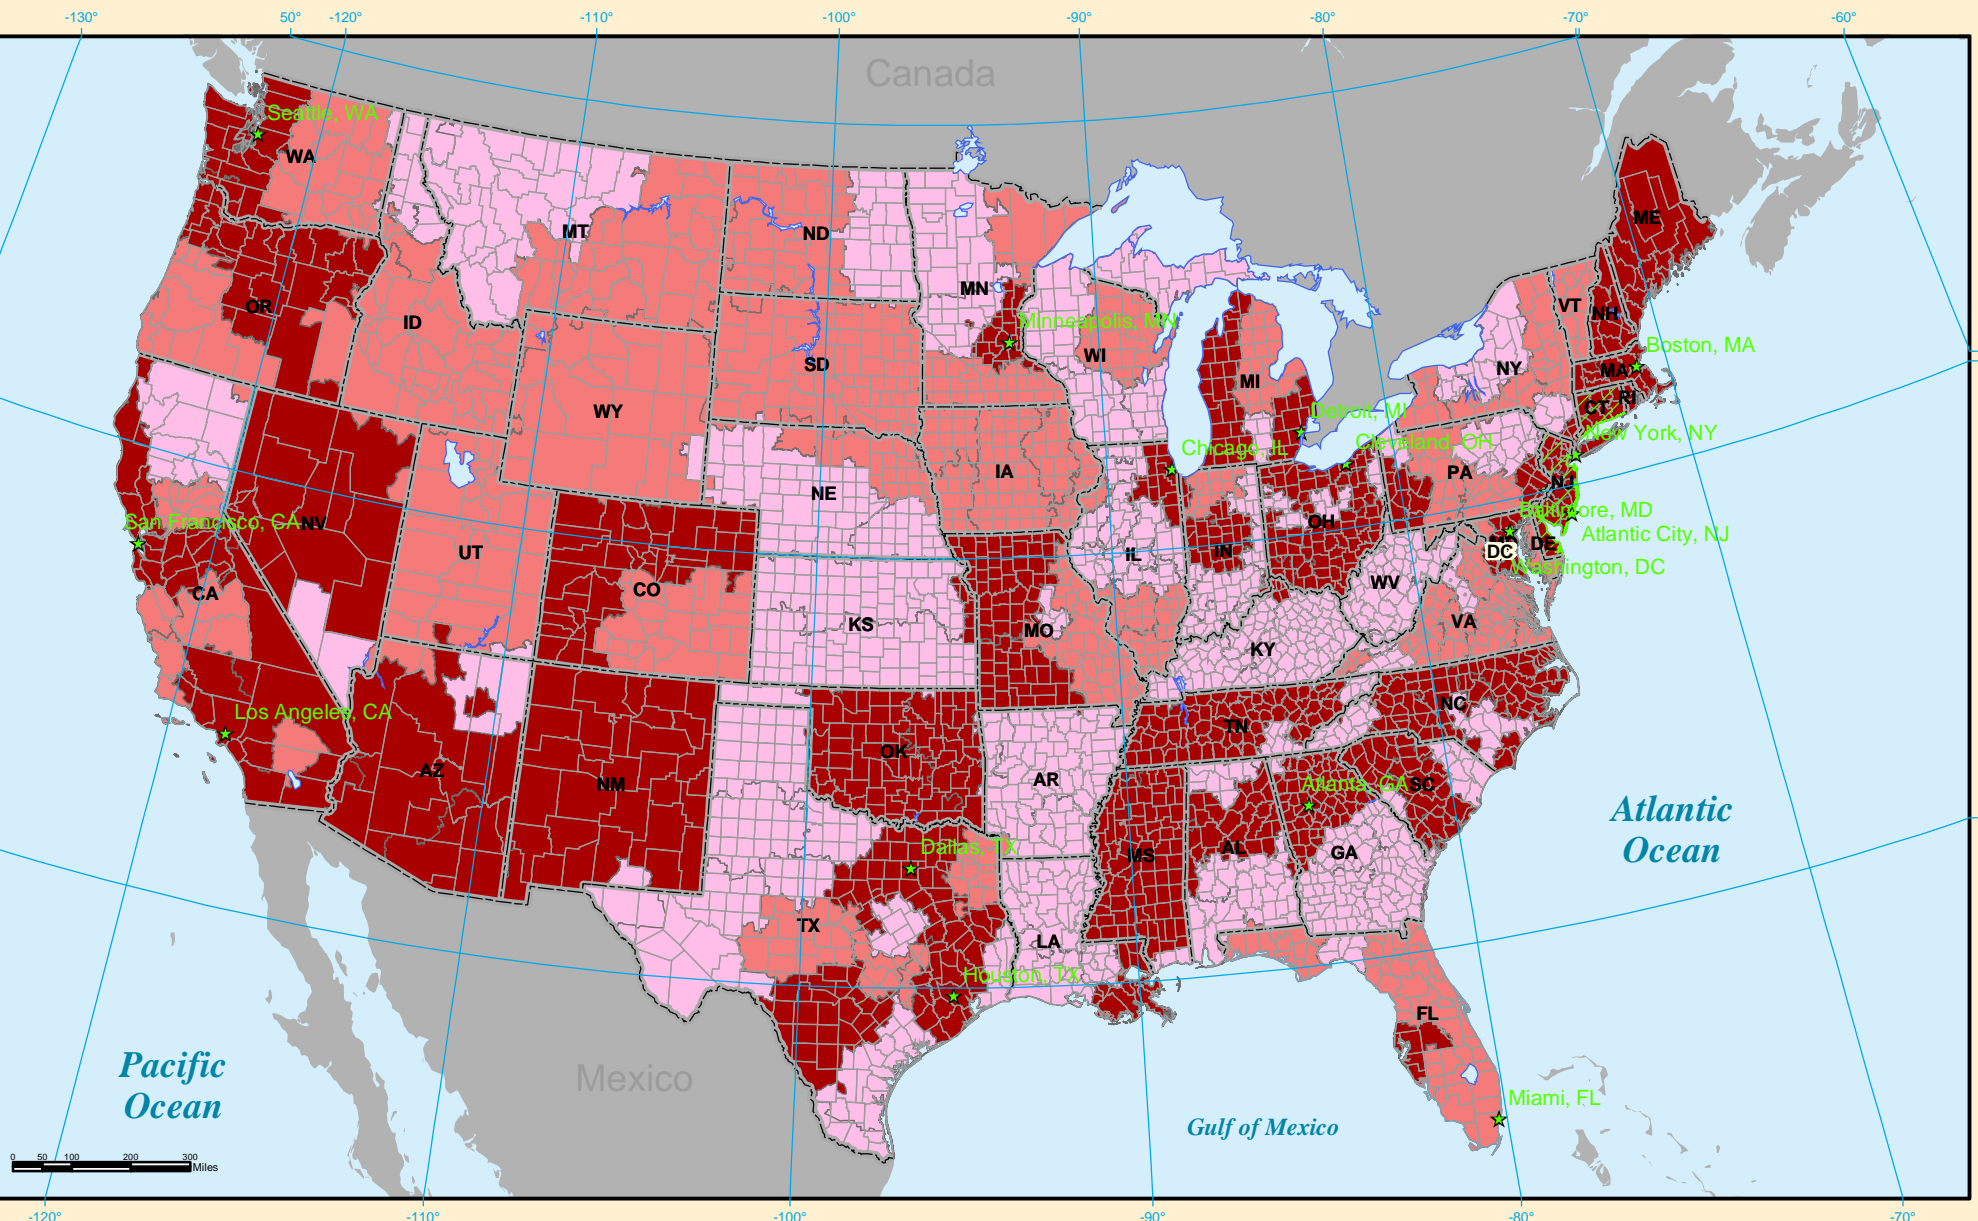 -130°
50°
-120°
-110°
-100°
-90°
-80°
-70°
-60°
Canada
Seattle, WA
WA
ME
MT
ND
OR
MN
VT
NH
ID
Minneapolis, MN
Boston, MA
WI
SD
NY
MA
MI
RI
WY
CT
Detroit, MI
New York, NY
Chicago, IL
Cleveland, OH
IA
PA
NE
NJ
Baltimore, MD
San Francisco, CA
NV
OH
Atlantic City, NJ
UT
IN
IL
MD
DE
DC
Washington, DC
CA
CO
WV
KS
MO
VA
KY
Los Angeles, CA
NC
TN
OK
AZ
NM
AR
Atlanta, GA
SC
Atlantic
Ocean
Dallas, TX
MS
AL
GA
TX
LA
Houston, TX
FL
Pacific
Ocean
Mexico
Miami, FL
Gulf of Mexico
0 50 100 200 300
Miles
-120°
-110°
-100°
-90°
-80°
-70°